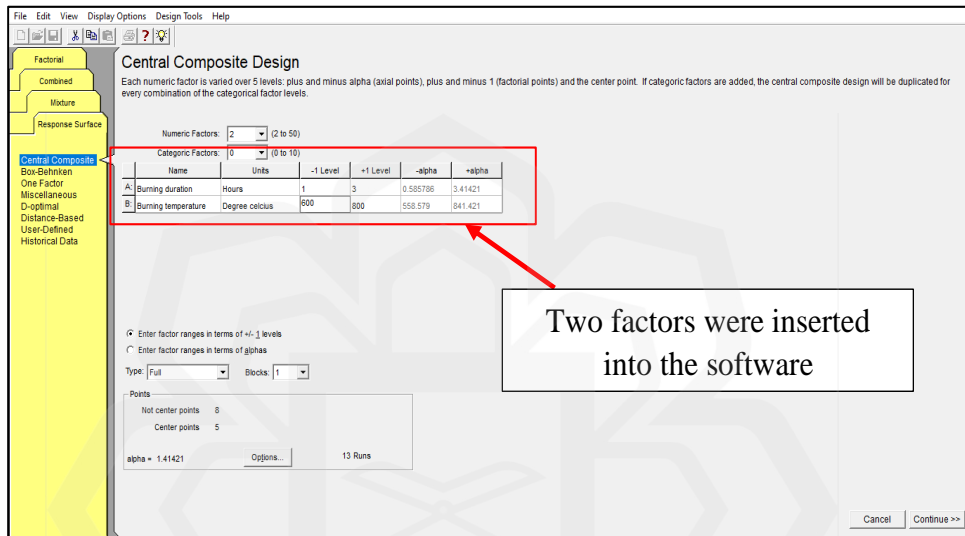 File Edit View Display Options Design Tools Help
Factorial
Combined
Mixture
Response Surface
Central Composite
Box-Behnken
One Factor
Miscellaneous
D-optimal
Distance-Based
User-Defined
Historical Data
Central Composite Design
Each numeric factor is varied over 5 levels: plus and minus alpha (axial points), plus and minus 1 (factorial points) and the center point. If categoric factors are added, the central composite design will be duplicated for
every combination of the categorical factor levels.
Numeric Factors: 2 (2 to 50)
Categoric Factors: 0 (0 to 10)
Name Units -1 Level +1 Level -alpha +alpha
A: Burning duration Hours 1 3 0.585786 3.41421
B: Burning temperature Degree celcius 600 800 558.579 841.421
Two factors were inserted
into the software
Enter factor ranges in terms of +/- 1 levels
Enter factor ranges in terms of alphas
Type: Full Blocks: 1
Points
Not center points 8
Center points 5
alpha = 1.41421 Options... 13 Runs
Cancel Continue >>